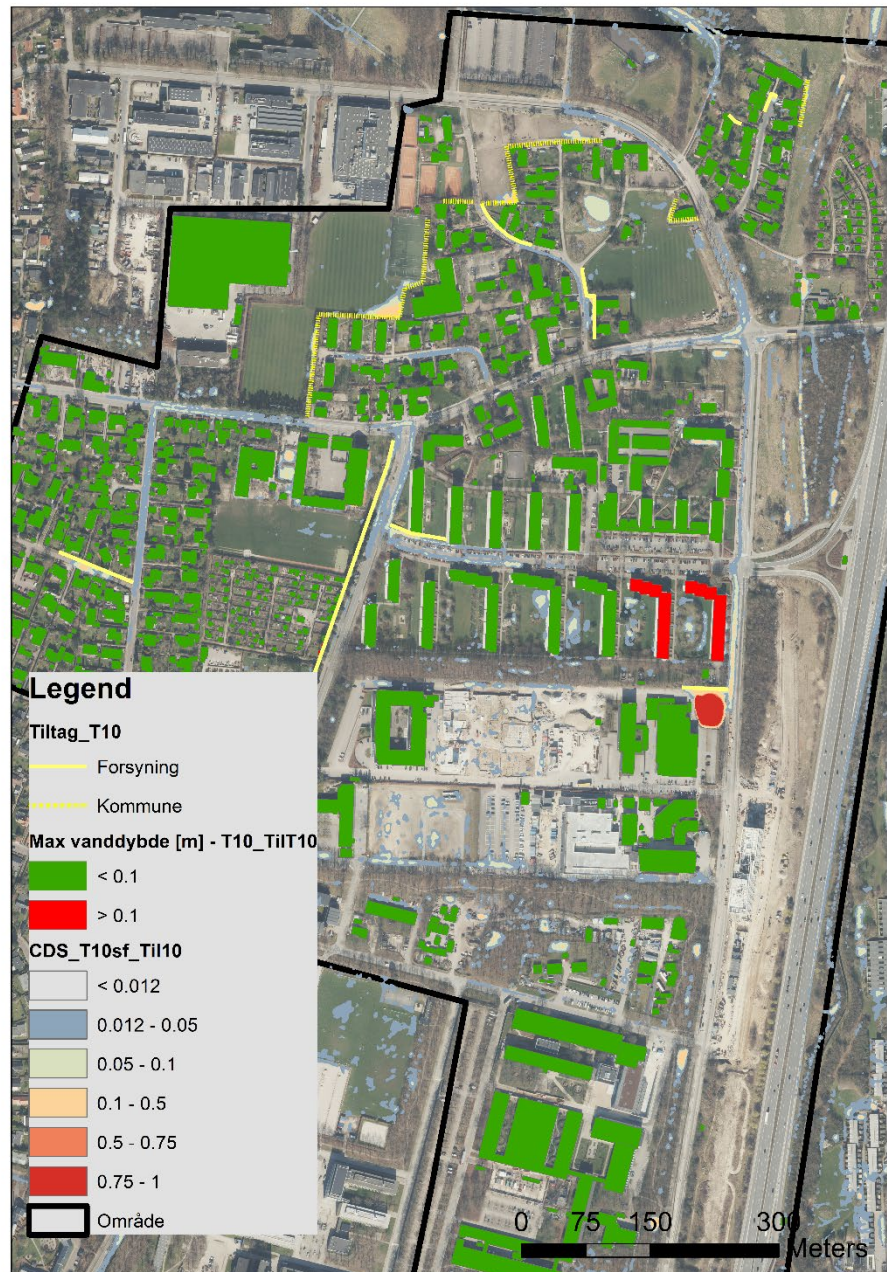 Legend
Tiltag_T10
Forsyning
Kommune
Max vanddybde [m] - T10_TilT10
< 0.1
> 0.1
CDS_T10sf_Til10
< 0.012
0.012 - 0.05
0.05 - 0.1
0.1 - 0.5
0.5 - 0.75
0.75 - 1
Område
0 75 150 300
Meters